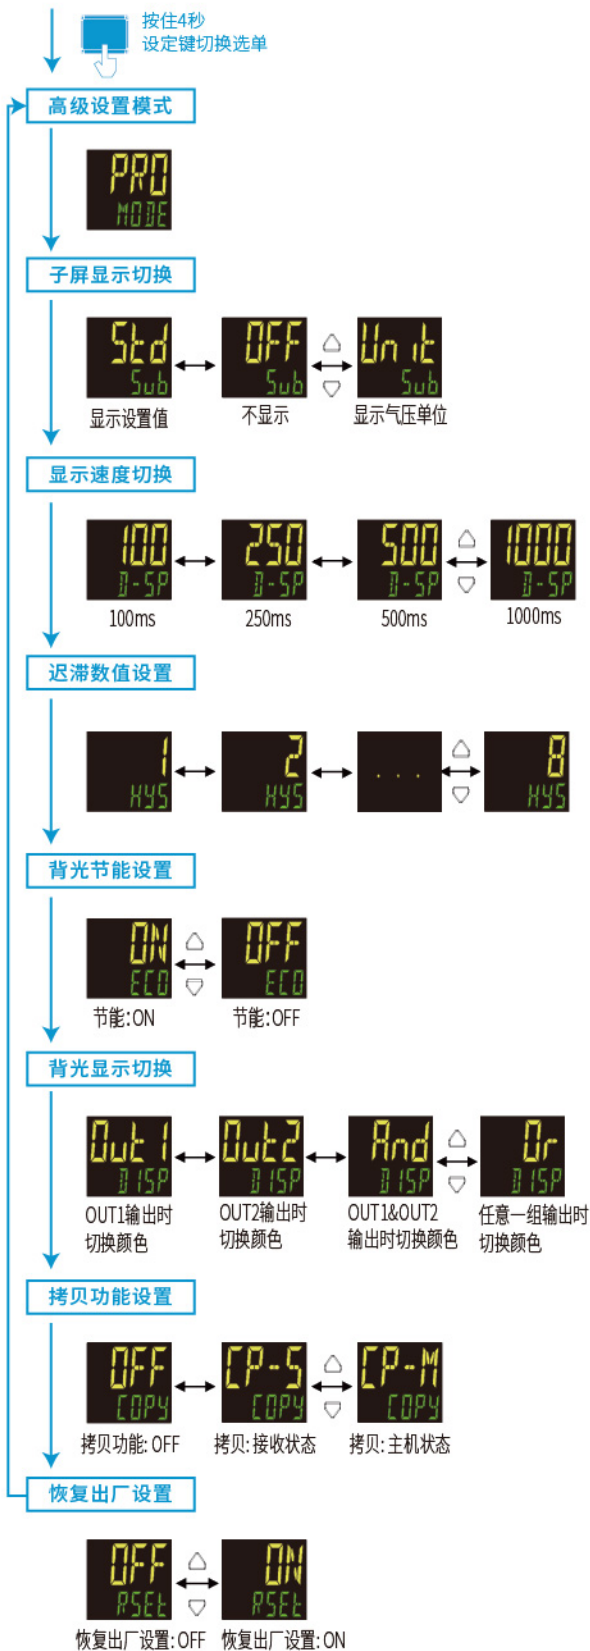 按住4秒
设定键切换选单
高级设置模式
PRO
MODE
子屏显示切换
Std OFF Unit
Sub Sub Sub
显示设置值 不显示 显示气压单位
显示速度切换
100 250 500 1000
D-SP D-SP D-SP D-SP
100ms 250ms 500ms 1000ms
迟滞数值设置
1 2 ... 8
HYS HYS HYS
背光节能设置
ON OFF
ECO ECO
节能:ON 节能:OFF
背光显示切换
Out1 Out2 And Or
DISP DISP DISP DISP
OUT1输出时 OUT2输出时 OUT1&OUT2 任意一组输出时
切换颜色 切换颜色 输出时切换颜色 切换颜色
拷贝功能设置
OFF CP-S CP-M
COPY COPY COPY
拷贝功能: OFF 拷贝: 接收状态 拷贝: 主机状态
恢复出厂设置
OFF ON
RSEt RSEt
恢复出厂设置: OFF 恢复出厂设置: ON